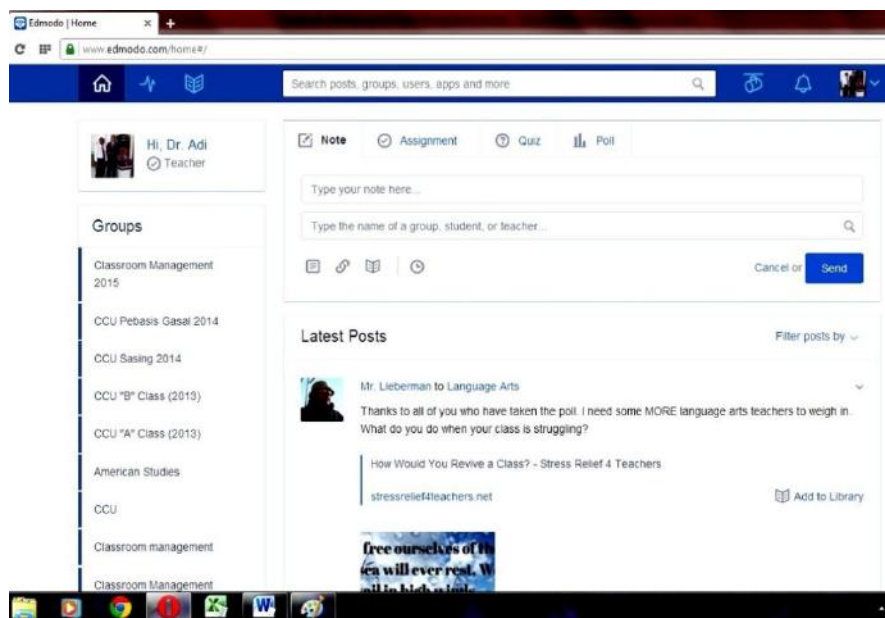 Edmodo | Home
www.edmodo.com/home#/
Search posts, groups, users, apps and more
Hi, Dr. Adi
Teacher
Groups
Classroom Management
2015
CCU Pebasis Gasal 2014
CCU Sasing 2014
CCU "B" Class (2013)
CCU "A" Class (2013)
American Studies
CCU
Classroom management
Classroom Management
Note Assignment Quiz Poll
Type your note here...
Type the name of a group, student, or teacher...
Cancel or Send
Latest Posts Filter posts by
Mr. Lieberman to Language Arts
Thanks to all of you who have taken the poll. I need some MORE language arts teachers to weigh in.
What do you do when your class is struggling?
How Would You Revive a Class? - Stress Relief 4 Teachers
stressrelief4teachers.net Add to Library
free ourselves of
sea will ever rest. W